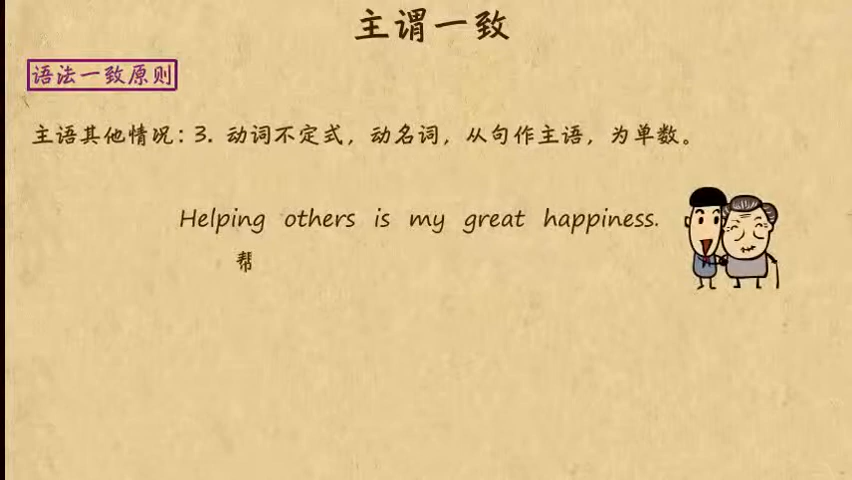 主谓一致
语法一致原则
主语其他情况：3. 动词不定式，动名词，从句作主语，为单数。
Helping others is my great happiness.
帮